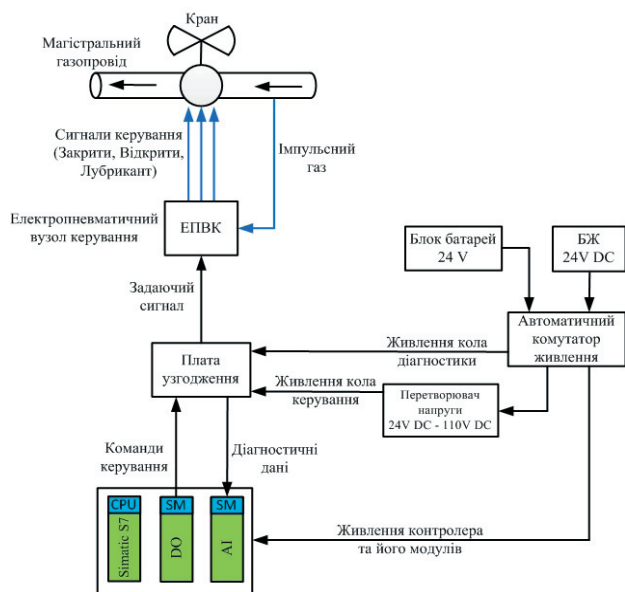 Кран
Магістральний
газопровід
Сигнали керування
(Закрити, Відкрити,
Лубрикант)
Імпульсний
газ
Електропневматичний
вузол керування
ЕПВК
Блок батарей
24 V
БЖ
24V DC
Задаючий
сигнал
Автоматичний
комутатор
живлення
Живлення кола
діагностики
Плата
узгодження
Живлення кола
керування
Перетворювач
напруги
24V DC - 110V DC
Команди
керування
Діагностичні
дані
CPU
Simatic S7
SM
DO
SM
AI
Живлення контролера
та його модулів